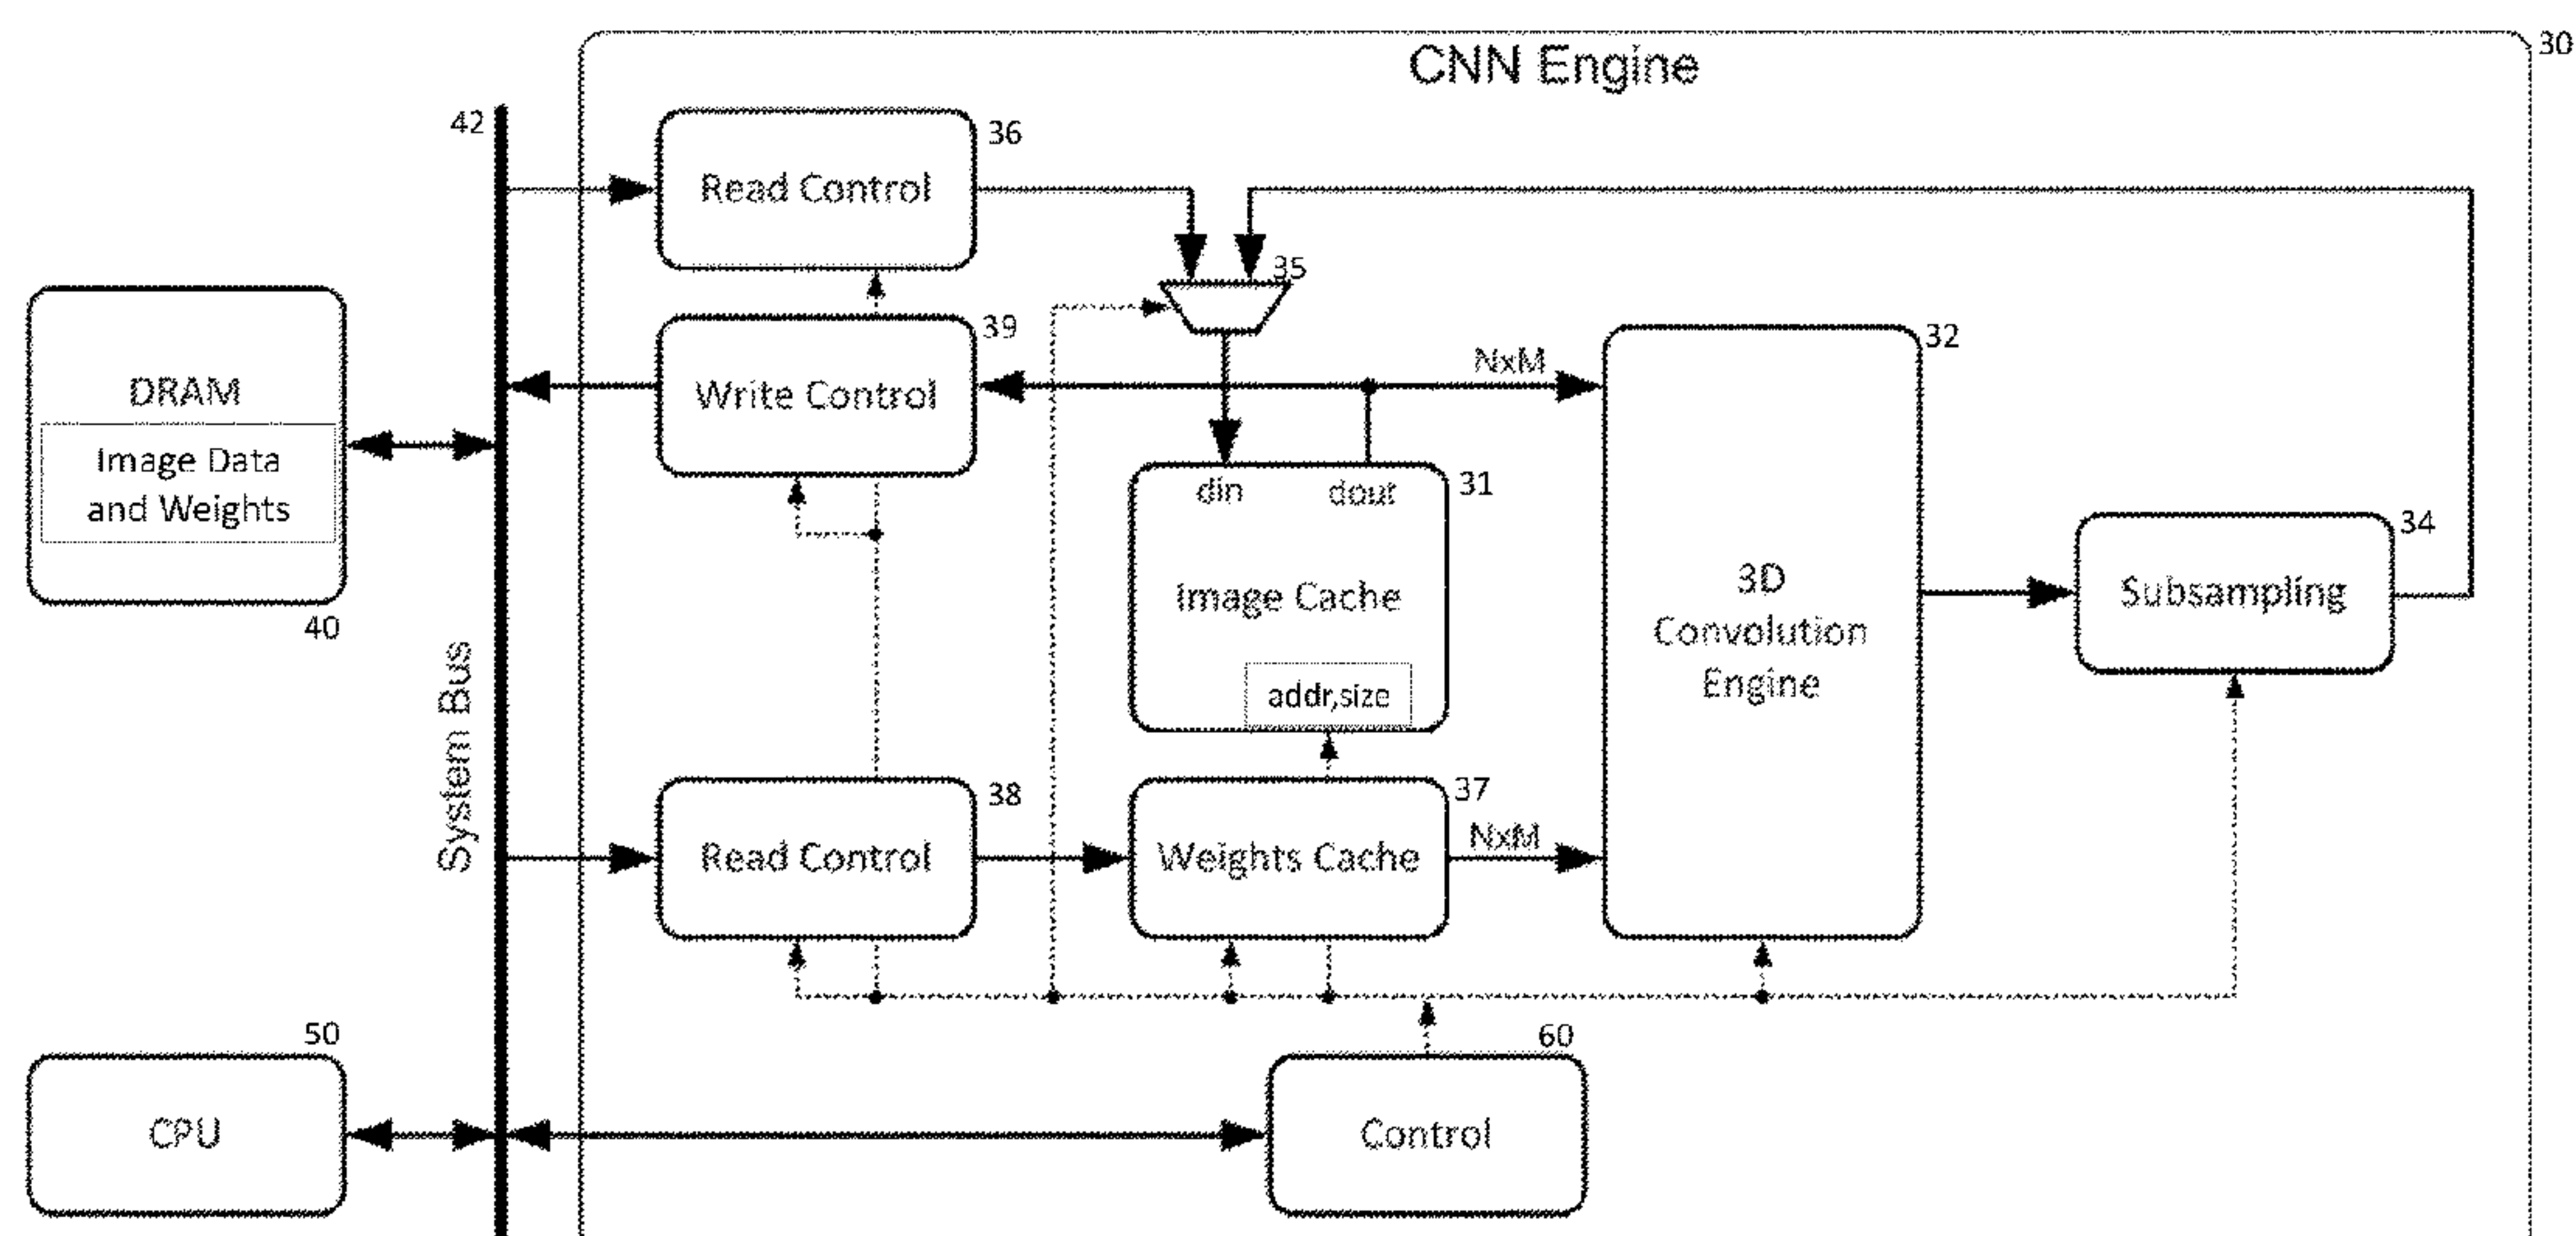 CNN Engine
30
42
Read Control
36
35
DRAM
Image Data
and Weights
40
Write Control
39
NxM
din
dout
31
Image Cache
addr,size
3D
Convolution
Engine
32
Subsampling
34
System Bus
Read Control
38
Weights Cache
37
NxM
50
CPU
60
Control